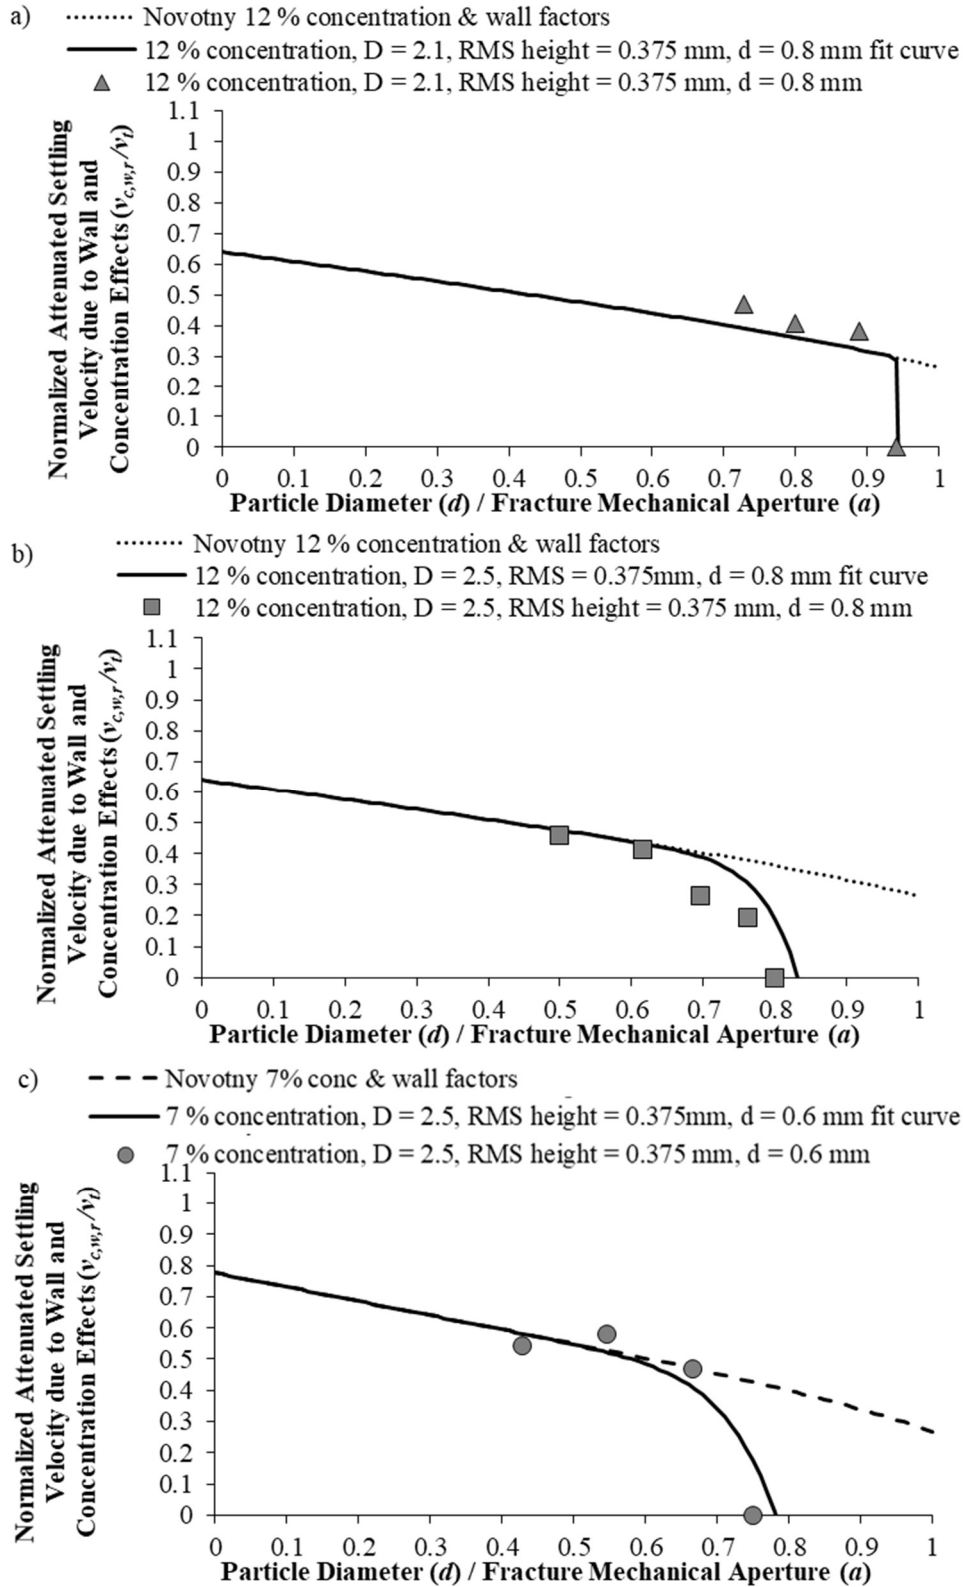 a)
Novotny 12 % concentration & wall factors
12 % concentration, D = 2.1, RMS height = 0.375 mm, d = 0.8 mm fit curve
12 % concentration, D = 2.1, RMS height = 0.375 mm, d = 0.8 mm
Normalized Attenuated Settling
Velocity due to Wall and
Concentration Effects (v_{c,w,r}/v_t)
1.1
1
0.9
0.8
0.7
0.6
0.5
0.4
0.3
0.2
0.1
0
0 0.1 0.2 0.3 0.4 0.5 0.6 0.7 0.8 0.9 1
Particle Diameter (d) / Fracture Mechanical Aperture (a)
b)
Novotny 12 % concentration & wall factors
12 % concentration, D = 2.5, RMS = 0.375mm, d = 0.8 mm fit curve
12 % concentration, D = 2.5, RMS height = 0.375 mm, d = 0.8 mm
Normalized Attenuated Settling
Velocity due to Wall and
Concentration Effects (v_{c,w,r}/v_t)
1.1
1
0.9
0.8
0.7
0.6
0.5
0.4
0.3
0.2
0.1
0
0 0.1 0.2 0.3 0.4 0.5 0.6 0.7 0.8 0.9 1
Particle Diameter (d) / Fracture Mechanical Aperture (a)
c)
Novotny 7% conc & wall factors
7 % concentration, D = 2.5, RMS height = 0.375mm, d = 0.6 mm fit curve
7 % concentration, D = 2.5, RMS height = 0.375 mm, d = 0.6 mm
Normalized Attenuated Settling
Velocity due to Wall and
Concentration Effects (v_{c,w,r}/v_t)
1.1
1
0.9
0.8
0.7
0.6
0.5
0.4
0.3
0.2
0.1
0
0 0.1 0.2 0.3 0.4 0.5 0.6 0.7 0.8 0.9 1
Particle Diameter (d) / Fracture Mechanical Aperture (a)